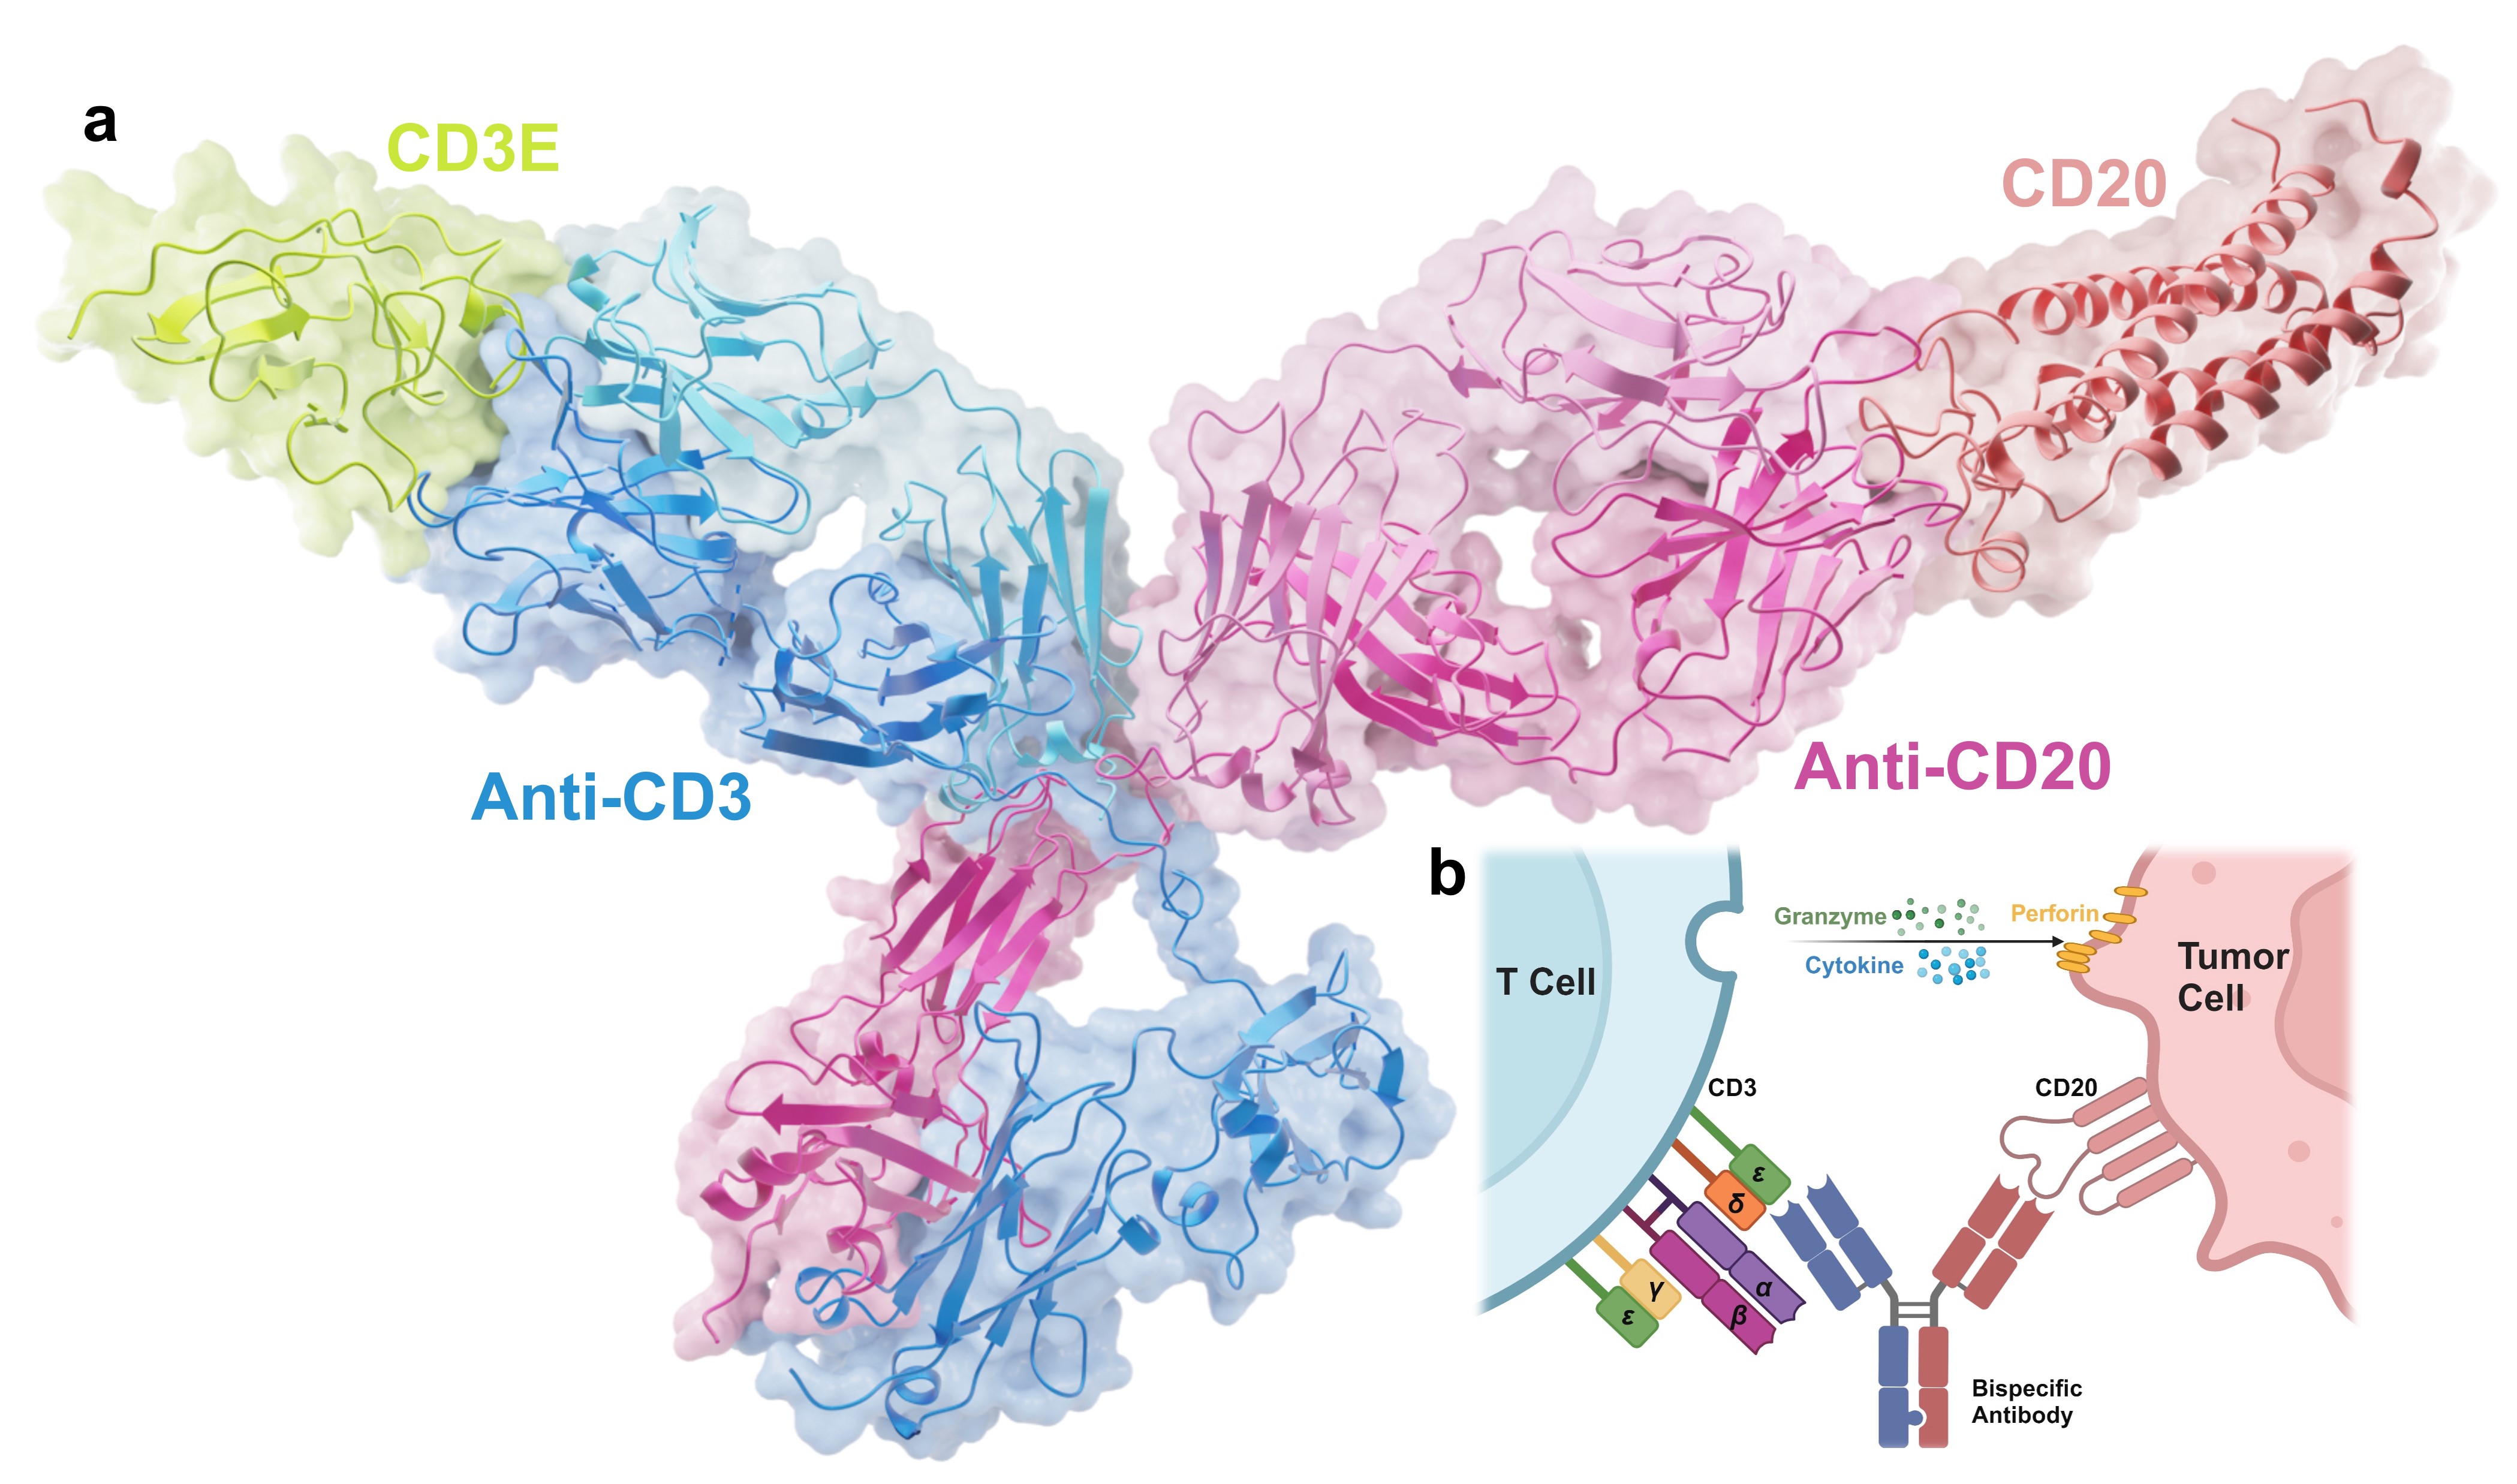 a
CD3E
CD20
Anti-CD3
Anti-CD20
b
Granzyme
Perforin
Cytokine
T Cell
Tumor
Cell
CD3
CD20
ε
δ
α
β
γ
ε
Bispecific
Antibody